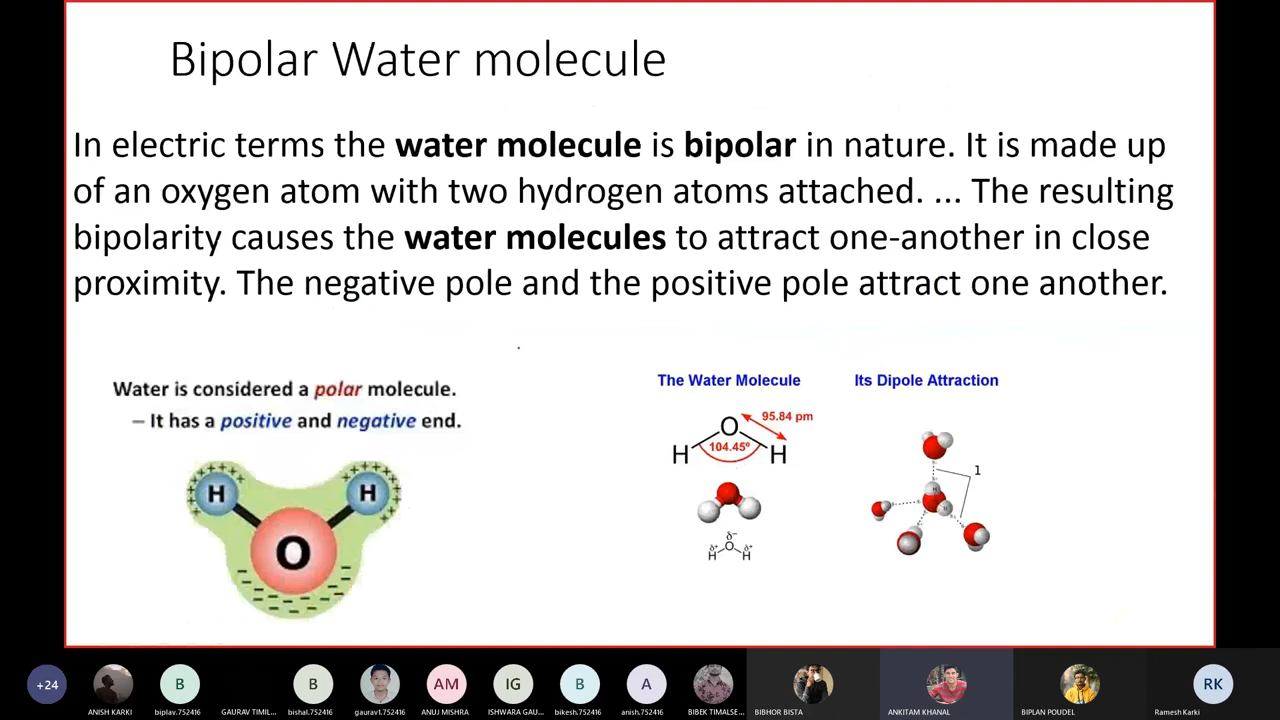 Bipolar Water molecule
In electric terms the water molecule is bipolar in nature. It is made up
of an oxygen atom with two hydrogen atoms attached. ... The resulting
bipolarity causes the water molecules to attract one-another in close
proximity. The negative pole and the positive pole attract one another.
Water is considered a polar molecule.
– It has a positive and negative end.
H H
O
The Water Molecule
95.84 pm
O
104.45º
H H
δ⁻
δ⁺ O δ⁺
H H
Its Dipole Attraction
1
H
H
+24
B
B
AM
IG
B
A
RK
ANISH KARKI
biplav.752416
GAURAV TIMIL...
bishal.752416
gaurav1.752416
ANUJ MISHRA
ISHWARA GAU...
bikesh.752416
anish.752416
BIBEK TIMALSE...
BIBHOR BISTA
ANKITAM KHANAL
BIPLAN POUDEL
Ramesh Karki